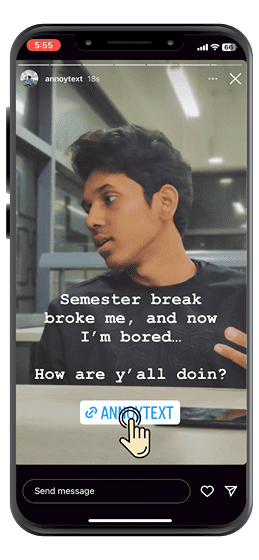 5:55
66
annoytext 18s
Semester break
broke me, and now
I'm bored…
How are y'all doin?
ANNOYTEXT
Send message